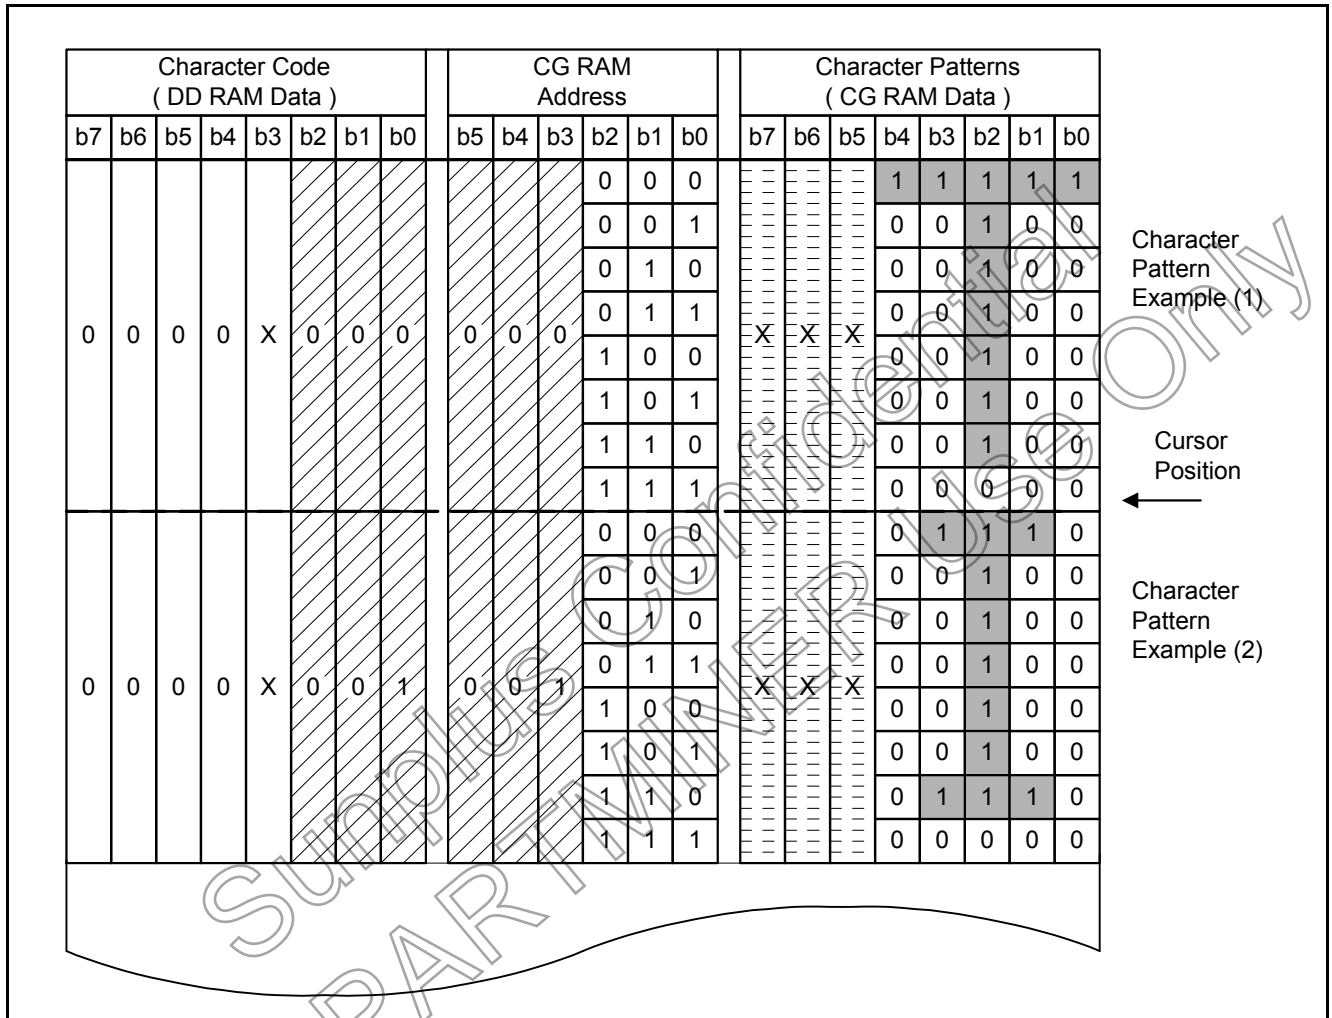 Character Code
( DD RAM Data )
CG RAM
Address
Character Patterns
( CG RAM Data )
b7 b6 b5 b4 b3 b2 b1 b0 b5 b4 b3 b2 b1 b0 b7 b6 b5 b4 b3 b2 b1 b0
0 0 0 1 1 1 1 1
0 0 1 0 0 1 0 0
0 1 0 0 0 1 0 0
0 1 1 0 0 1 0 0
0 0 0 0 X 0 0 0 0 0 0 X X X
1 0 0 0 0 1 0 0
1 0 1 0 0 1 0 0
1 1 0 0 0 1 0 0
1 1 1 0 0 0 0 0
0 0 0 0 1 1 1 0
0 0 1 0 0 1 0 0
0 1 0 0 0 1 0 0
0 1 1 0 0 1 0 0
0 0 0 0 X 0 0 1 0 0 1 X X X
1 0 0 0 0 1 0 0
1 0 1 0 0 1 0 0
1 1 0 0 1 1 1 0
1 1 1 0 0 0 0 0
Character
Pattern
Example (1)
Cursor
Position
Character
Pattern
Example (2)
Sunplus Confidential
PARTMINER Use Only